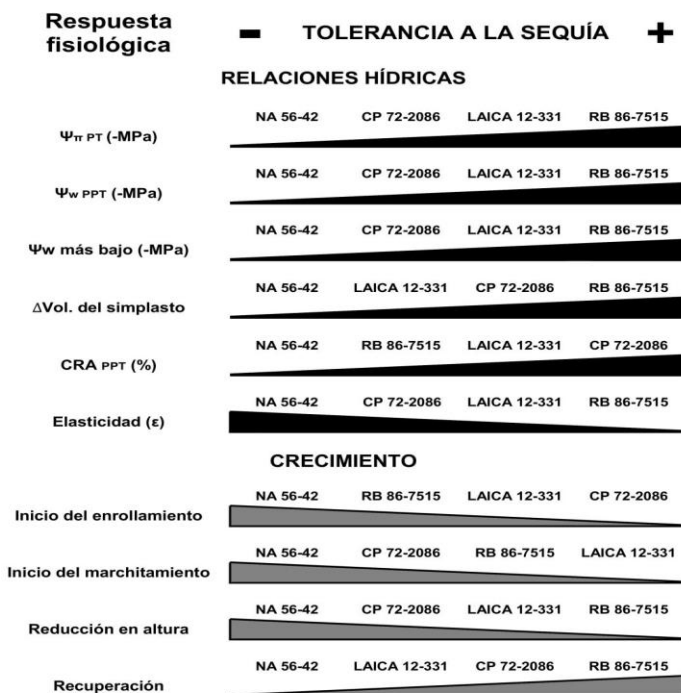 Respuesta
fisiológica
- TOLERANCIA A LA SEQUÍA +
RELACIONES HÍDRICAS
NA 56-42 CP 72-2086 LAICA 12-331 RB 86-7515
Ψπ PT (-MPa)
NA 56-42 CP 72-2086 LAICA 12-331 RB 86-7515
Ψw PPT (-MPa)
NA 56-42 CP 72-2086 LAICA 12-331 RB 86-7515
Ψw más bajo (-MPa)
NA 56-42 LAICA 12-331 CP 72-2086 RB 86-7515
ΔVol. del simplasto
NA 56-42 RB 86-7515 LAICA 12-331 CP 72-2086
CRA PPT (%)
NA 56-42 CP 72-2086 LAICA 12-331 RB 86-7515
Elasticidad (ε)
CRECIMIENTO
NA 56-42 RB 86-7515 LAICA 12-331 CP 72-2086
Inicio del enrollamiento
NA 56-42 CP 72-2086 RB 86-7515 LAICA 12-331
Inicio del marchitamiento
NA 56-42 CP 72-2086 LAICA 12-331 RB 86-7515
Reducción en altura
NA 56-42 LAICA 12-331 CP 72-2086 RB 86-7515
Recuperación